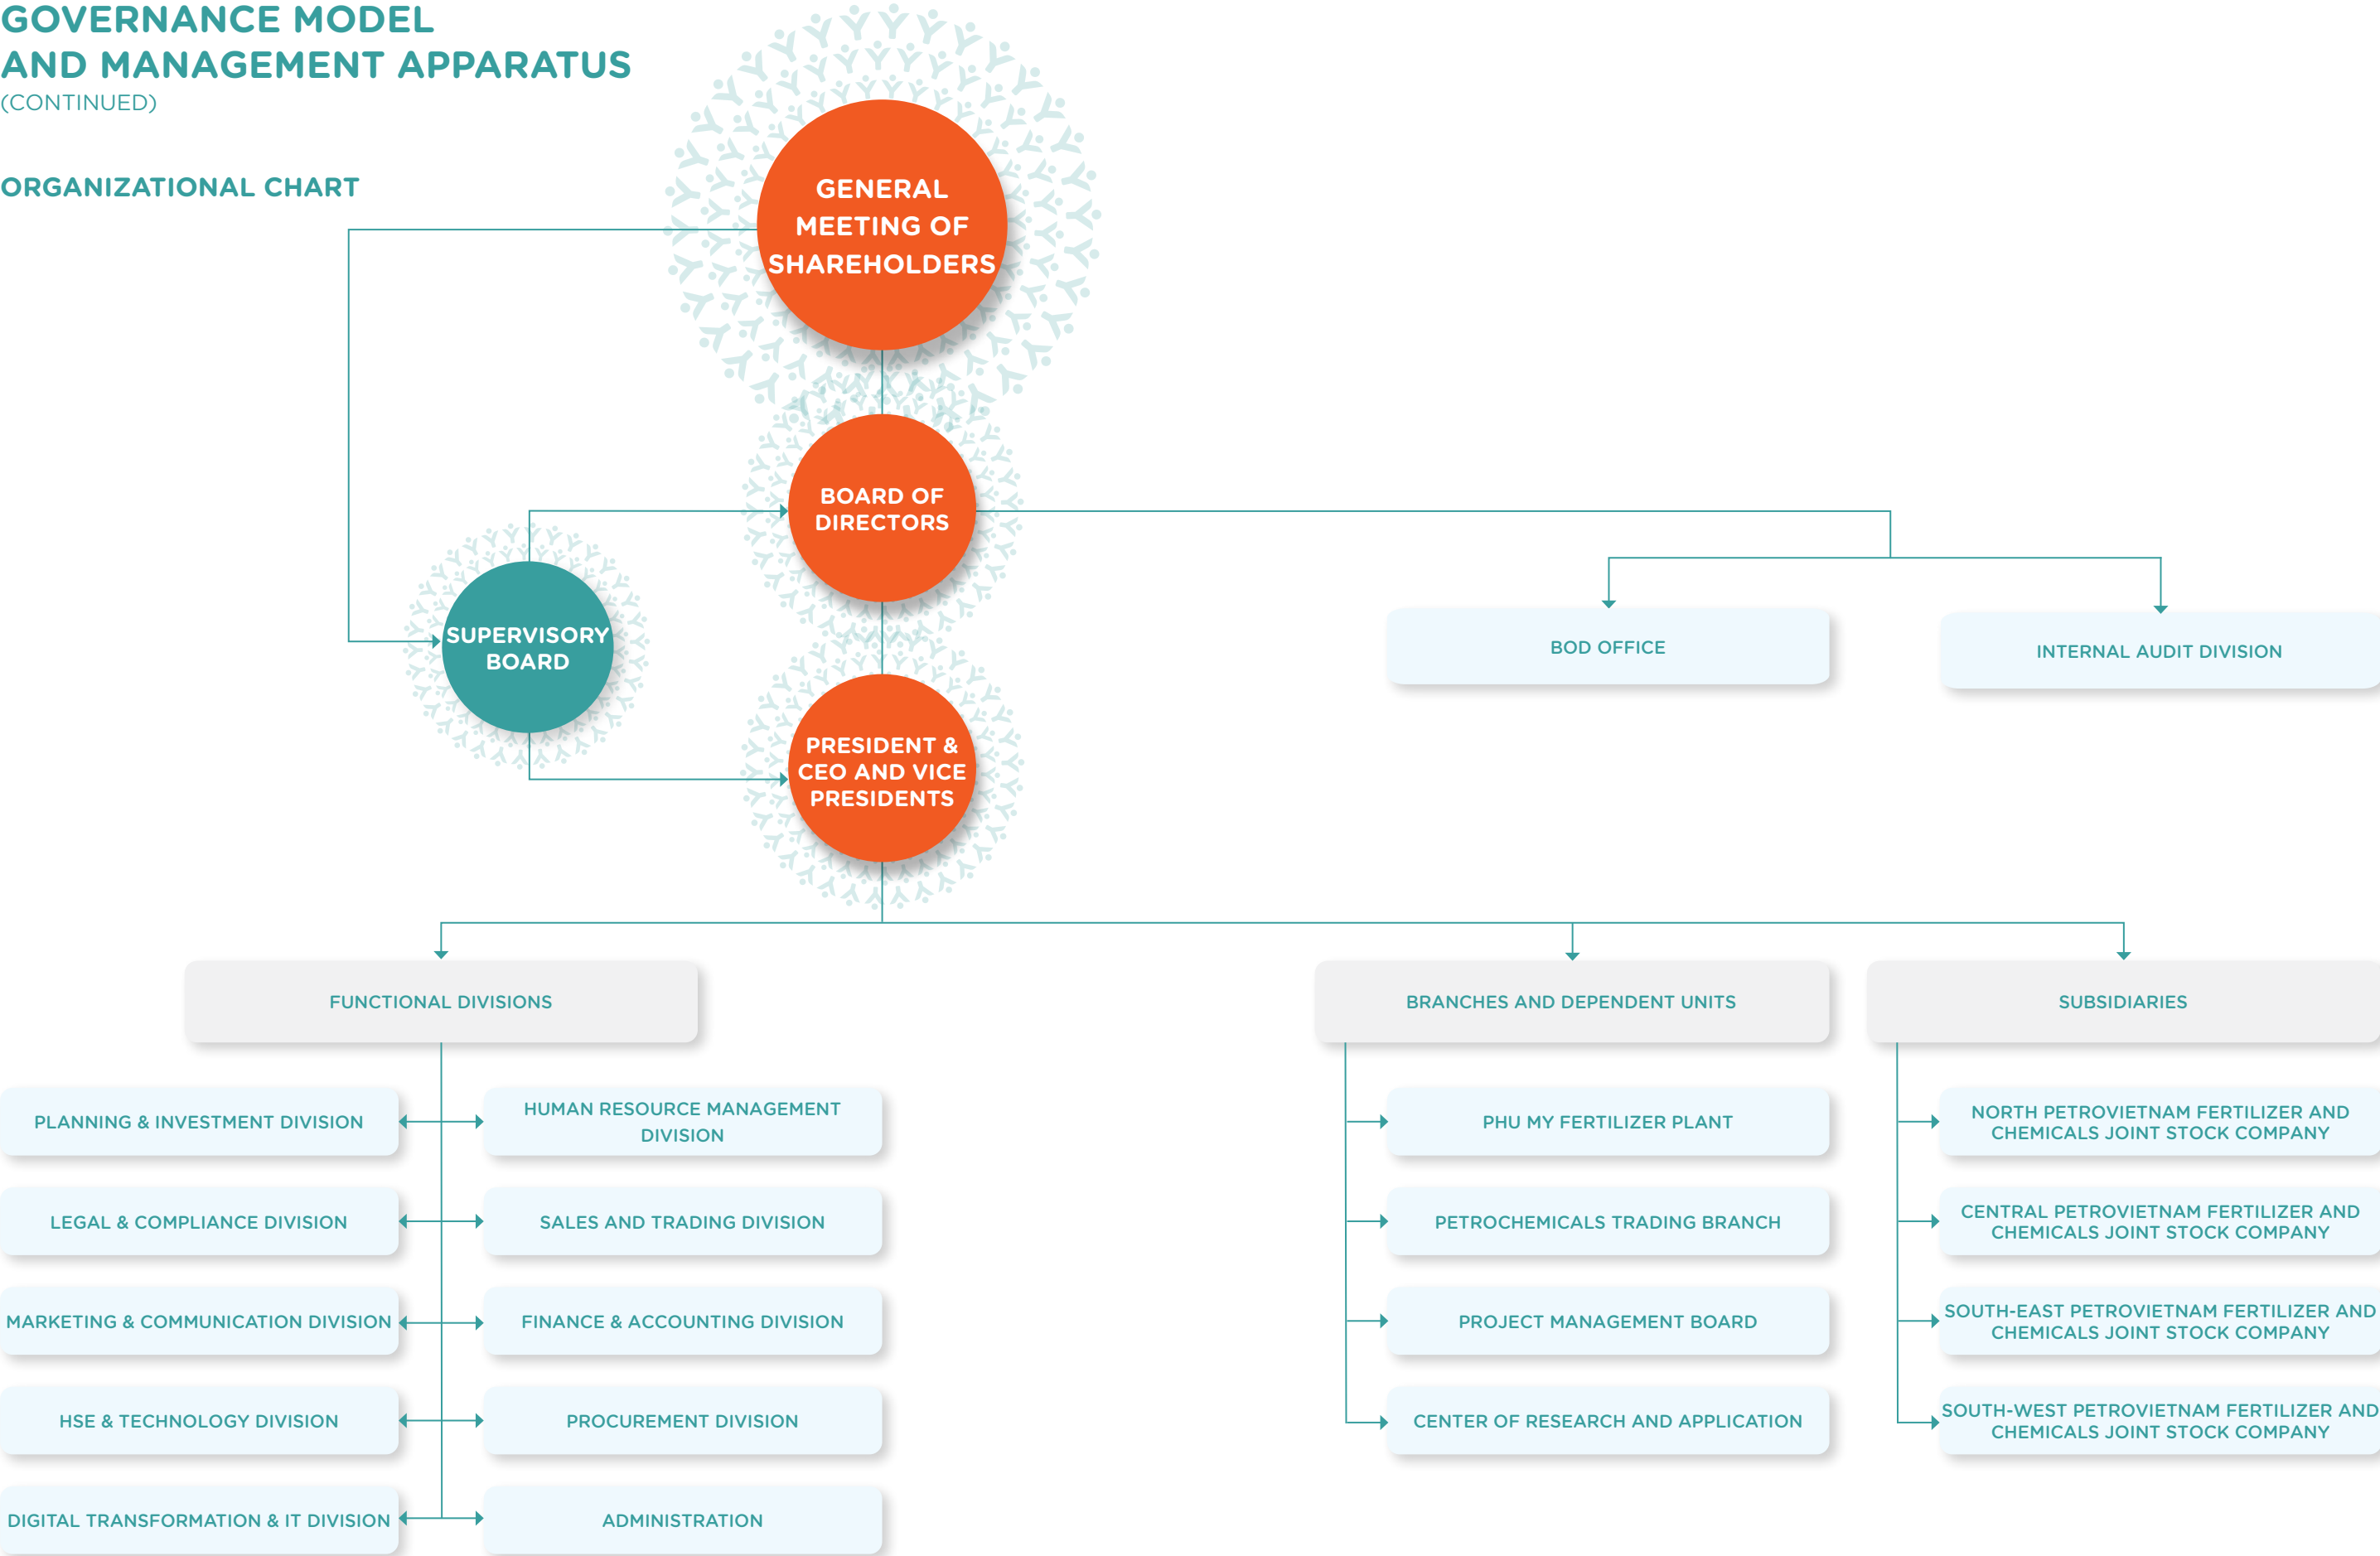 GOVERNANCE MODEL
AND MANAGEMENT APPARATUS
(CONTINUED)
ORGANIZATIONAL CHART
GENERAL
MEETING OF
SHAREHOLDERS
BOARD OF
DIRECTORS
SUPERVISORY
BOARD
BOD OFFICE
INTERNAL AUDIT DIVISION
PRESIDENT &
CEO AND VICE
PRESIDENTS
FUNCTIONAL DIVISIONS
BRANCHES AND DEPENDENT UNITS
SUBSIDIARIES
PLANNING & INVESTMENT DIVISION
HUMAN RESOURCE MANAGEMENT
DIVISION
PHU MY FERTILIZER PLANT
NORTH PETROVIETNAM FERTILIZER AND
CHEMICALS JOINT STOCK COMPANY
LEGAL & COMPLIANCE DIVISION
SALES AND TRADING DIVISION
PETROCHEMICALS TRADING BRANCH
CENTRAL PETROVIETNAM FERTILIZER AND
CHEMICALS JOINT STOCK COMPANY
MARKETING & COMMUNICATION DIVISION
FINANCE & ACCOUNTING DIVISION
PROJECT MANAGEMENT BOARD
SOUTH-EAST PETROVIETNAM FERTILIZER AND
CHEMICALS JOINT STOCK COMPANY
HSE & TECHNOLOGY DIVISION
PROCUREMENT DIVISION
CENTER OF RESEARCH AND APPLICATION
SOUTH-WEST PETROVIETNAM FERTILIZER AND
CHEMICALS JOINT STOCK COMPANY
DIGITAL TRANSFORMATION & IT DIVISION
ADMINISTRATION